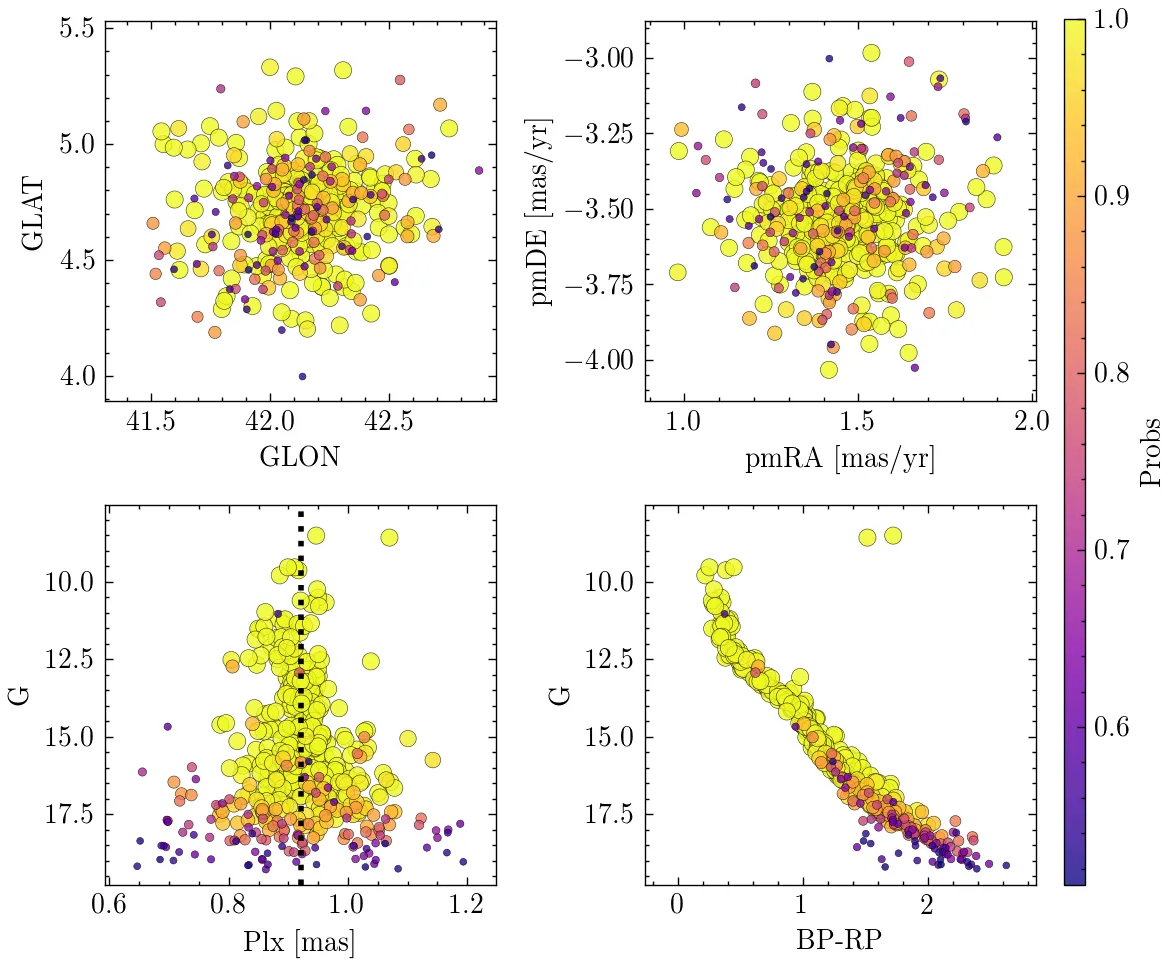 5.5
5.0
4.5
4.0
GLAT
41.5 42.0 42.5
GLON
−3.00
−3.25
−3.50
−3.75
−4.00
pmDE [mas/yr]
1.0 1.5 2.0
pmRA [mas/yr]
10.0
12.5
15.0
17.5
G
0.6 0.8 1.0 1.2
Plx [mas]
10.0
12.5
15.0
17.5
G
0 1 2
BP-RP
1.0
0.9
0.8
0.7
0.6
Probs